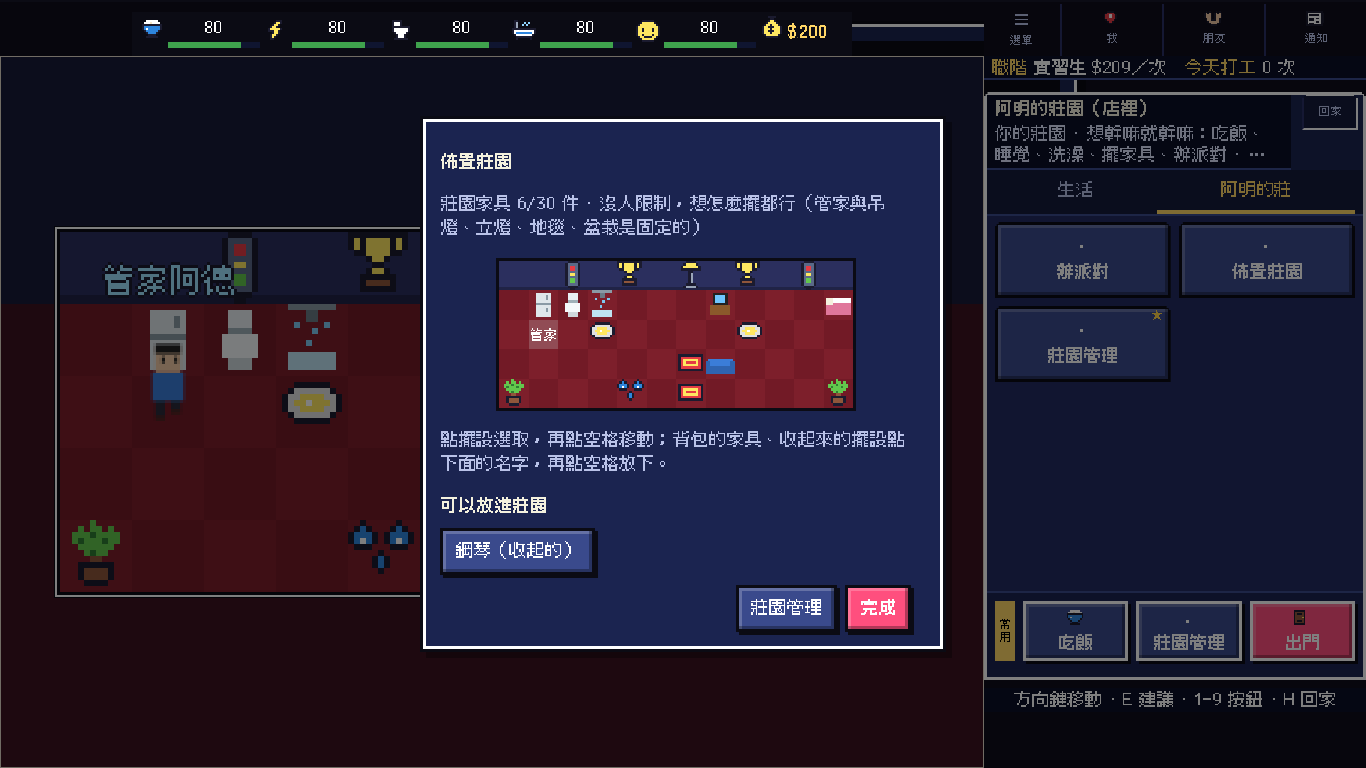 80
80
80
80
80
$200
選單
我
朋友
通知
職階 實習生 $209／次 今天打工 0 次
阿明的莊園（店裡）
回家
你的莊園．想幹嘛就幹嘛：吃飯、
睡覺、洗澡、擺家具、辦派對．…
生活
阿明的莊
辦派對
佈置莊園
莊園管理
管家阿德
佈置莊園
莊園家具 6/30 件．沒人限制，想怎麼擺都行（管家與吊
燈、立燈、地毯、盆栽是固定的）
管家
點擺設選取，再點空格移動；背包的家具、收起來的擺設點
下面的名字，再點空格放下。
可以放進莊園
鋼琴（收起的）
莊園管理
完成
常用
吃飯
莊園管理
出門
方向鍵移動．E 建議．1-9 按鈕．H 回家